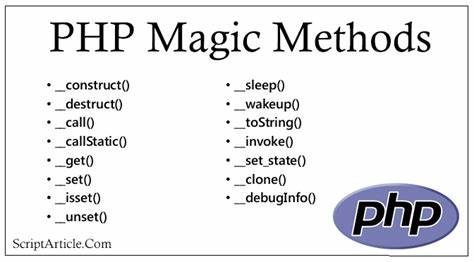 PHP Magic Methods
• __construct()
• __destruct()
• __call()
• __callStatic()
• __get()
• __set()
• __isset()
• __unset()
• __sleep()
• __wakeup()
• __toString()
• __invoke()
• __set_state()
• __clone()
• __debugInfo()
php
ScriptArticle.Com